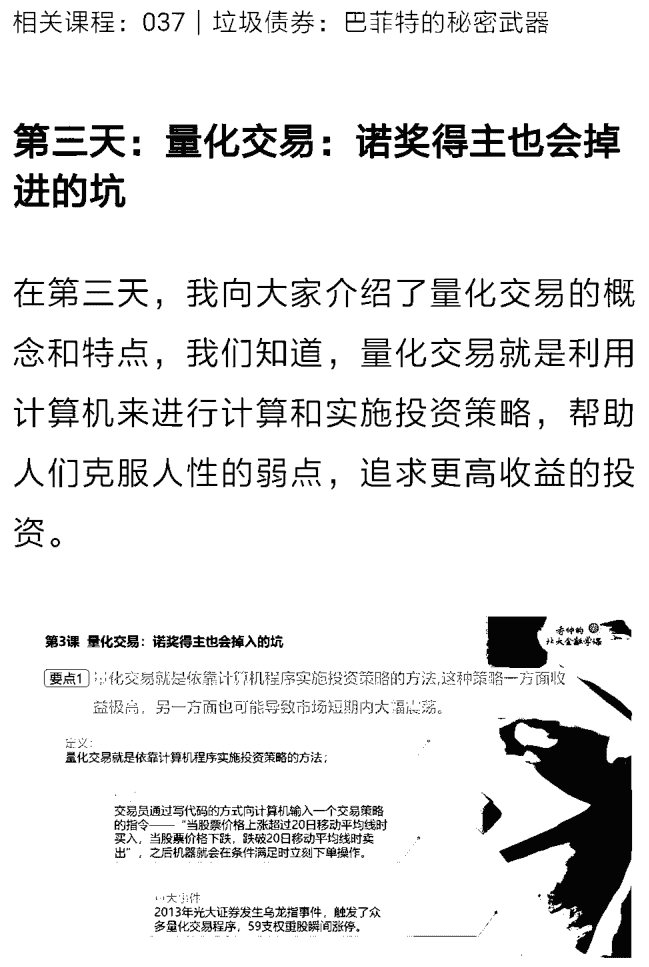 相关课程：037｜垃圾债券：巴菲特的秘密武器
第三天：量化交易：诺奖得主也会掉
进的坑
在第三天，我向大家介绍了量化交易的概
念和特点，我们知道，量化交易就是利用
计算机来进行计算和实施投资策略，帮助
人们克服人性的弱点，追求更高收益的投
资。
第3课 量化交易：诺奖得主也会掉入的坑
香帅的
北大金融学课
要点1 量化交易就是依靠计算机程序实施投资策略的方法,这种策略一方面收
益极高，另一方面也可能导致市场短期内大幅震荡。
定义：
量化交易就是依靠计算机程序实施投资策略的方法；
交易员通过写代码的方式向计算机输入一个交易策略
的指令——“当股票价格上涨超过20日移动平均线时
买入，当股票价格下跌，跌破20日移动平均线时卖
出”，之后机器就会在条件满足时立刻下单操作。
大事件
2013年光大证券发生乌龙指事件，触发了众
多量化交易程序，59支权重股瞬间涨停。